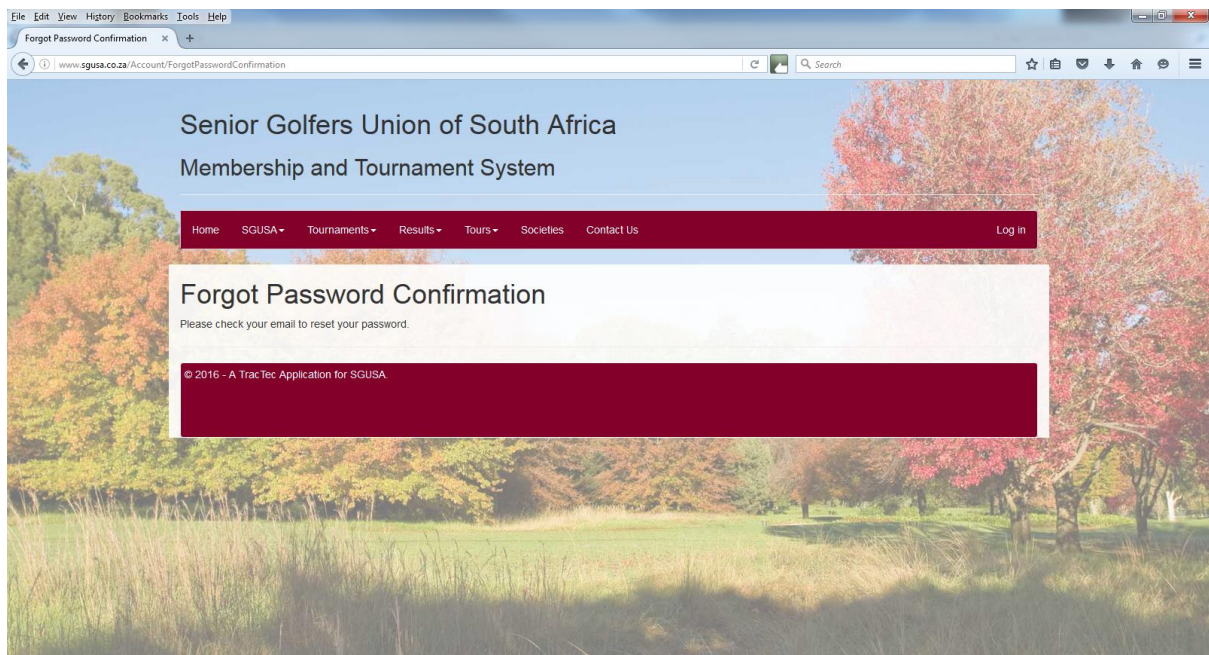 File Edit View History Bookmarks Tools Help
Forgot Password Confirmation × +
www.sgusa.co.za/Account/ForgotPasswordConfirmation Search
Senior Golfers Union of South Africa
Membership and Tournament System
Home SGUSA Tournaments Results Tours Societies Contact Us Log in
Forgot Password Confirmation
Please check your email to reset your password.
© 2016 - A TracTec Application for SGUSA.